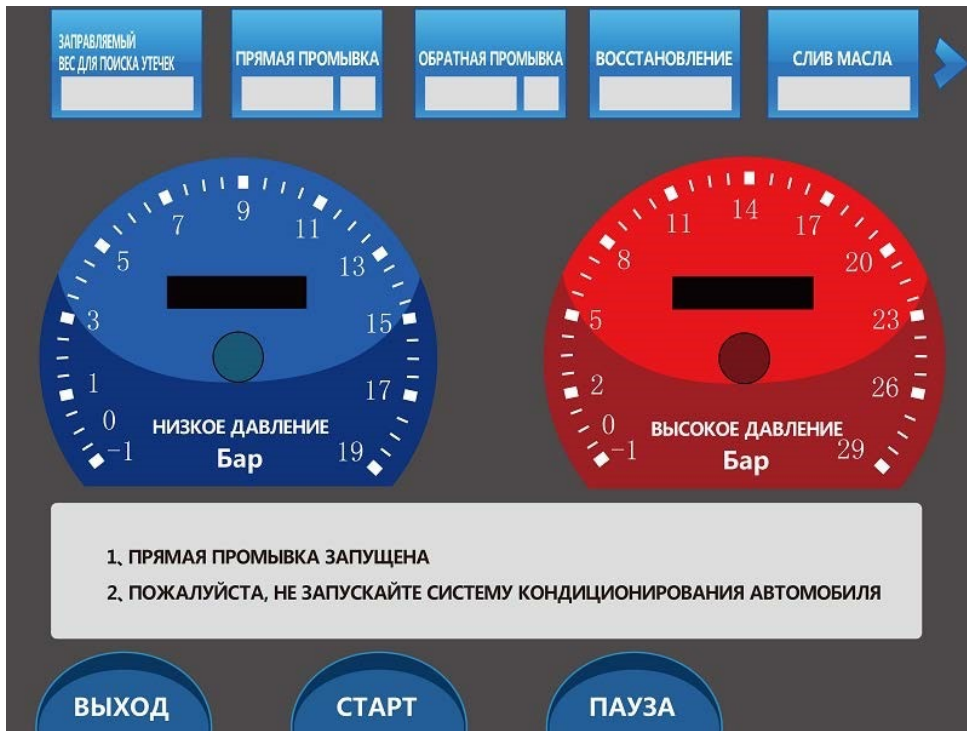 ЗАПРАВЛЯЕМЫЙ
ВЕС ДЛЯ ПОИСКА УТЕЧЕК
ПРЯМАЯ ПРОМЫВКА
ОБРАТНАЯ ПРОМЫВКА
ВОССТАНОВЛЕНИЕ
СЛИВ МАСЛА
-1
0
1
3
5
7
9
11
13
15
17
19
НИЗКОЕ ДАВЛЕНИЕ
Бар
-1
0
2
5
8
11
14
17
20
23
26
29
ВЫСОКОЕ ДАВЛЕНИЕ
Бар
1、ПРЯМАЯ ПРОМЫВКА ЗАПУЩЕНА
2、ПОЖАЛУЙСТА, НЕ ЗАПУСКАЙТЕ СИСТЕМУ КОНДИЦИОНИРОВАНИЯ АВТОМОБИЛЯ
ВЫХОД
СТАРТ
ПАУЗА